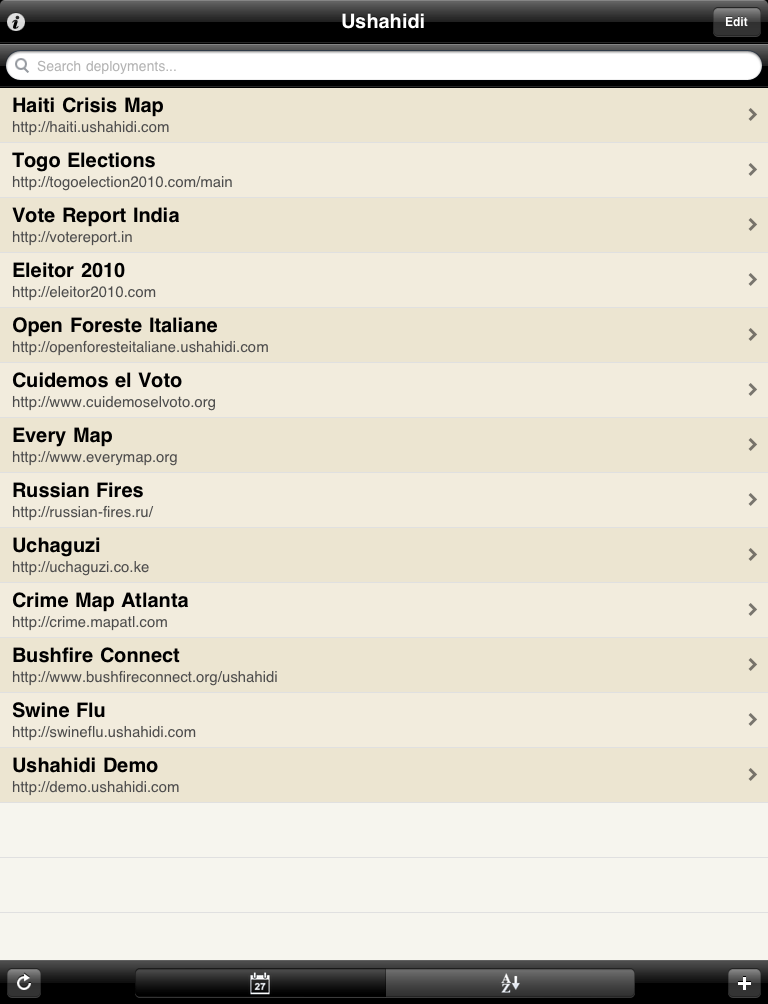 Ushahidi
Edit
Search deployments...
Haiti Crisis Map
http://haiti.ushahidi.com
Togo Elections
http://togoelection2010.com/main
Vote Report India
http://votereport.in
Eleitor 2010
http://eleitor2010.com
Open Foreste Italiane
http://openforesteitaliane.ushahidi.com
Cuidemos el Voto
http://www.cuidemoselvoto.org
Every Map
http://www.everymap.org
Russian Fires
http://russian-fires.ru/
Uchaguzi
http://uchaguzi.co.ke
Crime Map Atlanta
http://crime.mapatl.com
Bushfire Connect
http://www.bushfireconnect.org/ushahidi
Swine Flu
http://swineflu.ushahidi.com
Ushahidi Demo
http://demo.ushahidi.com
27
A
Z